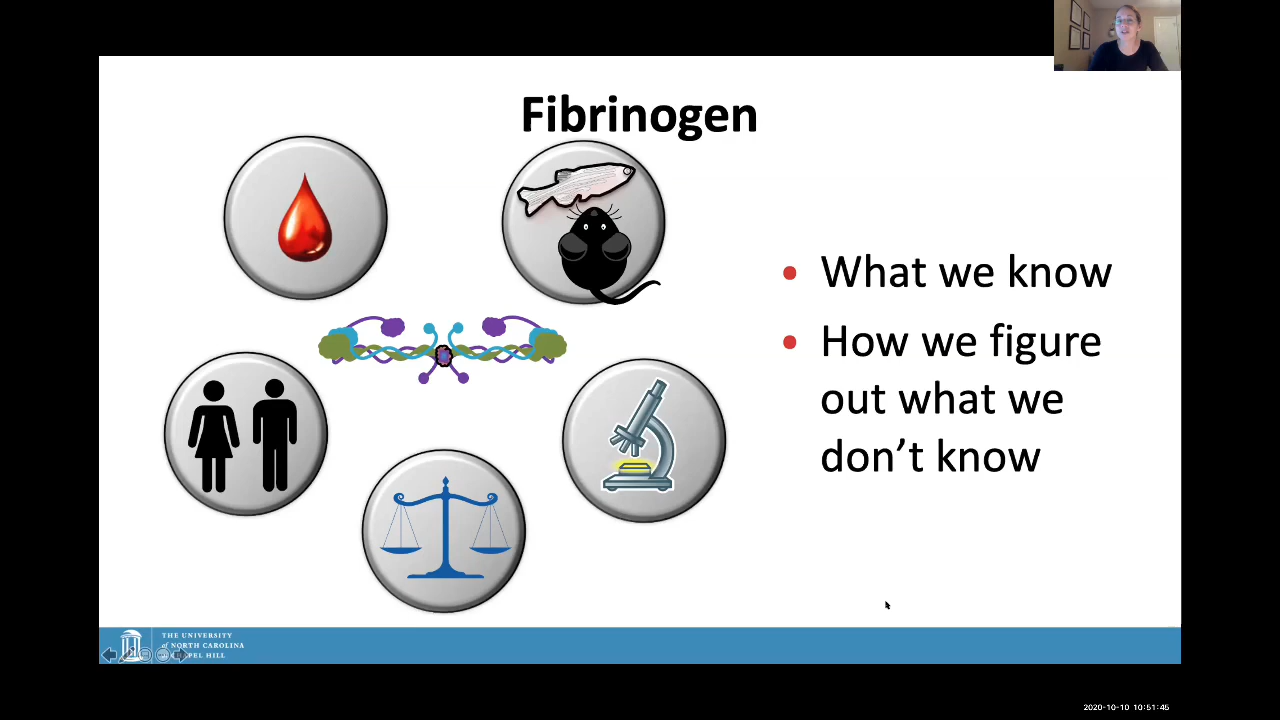 Fibrinogen
• What we know
• How we figure
out what we
don't know
THE UNIVERSITY
of NORTH CAROLINA
PEL HILL
2020-10-10 10:51:45